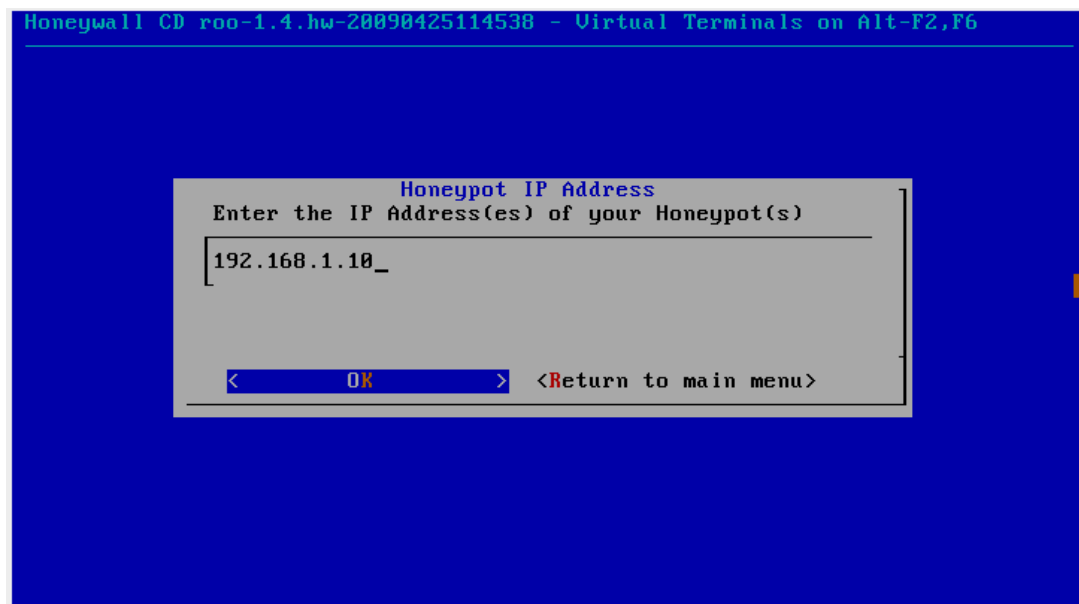 Honeywall CD roo-1.4.hw-20090425114538 - Virtual Terminals on Alt-F2,F6
Honeypot IP Address
Enter the IP Address(es) of your Honeypot(s)
192.168.1.10_
< OK > <Return to main menu>